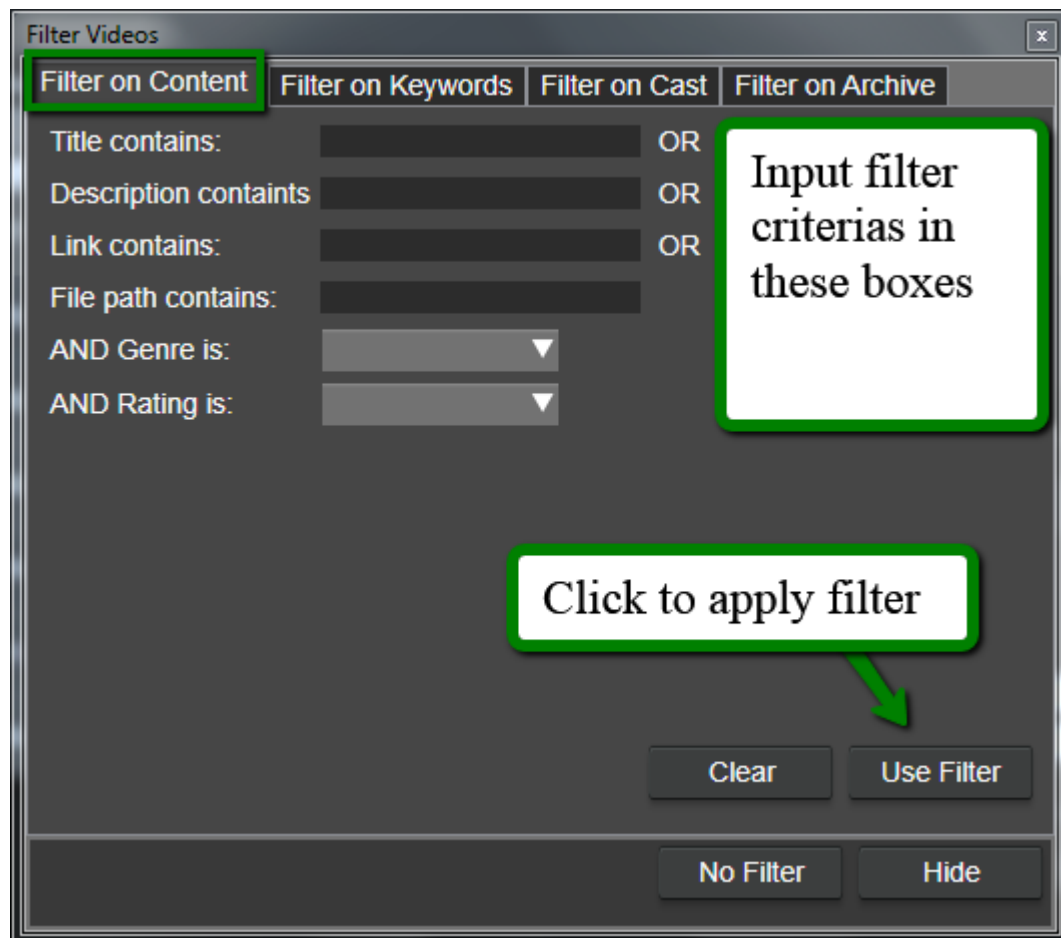 Filter Videos x
Filter on Content Filter on Keywords Filter on Cast Filter on Archive
Title contains: OR
Description containts OR
Link contains: OR
File path contains:
AND Genre is:
AND Rating is:
Input filter
criterias in
these boxes
Click to apply filter
Clear Use Filter
No Filter Hide